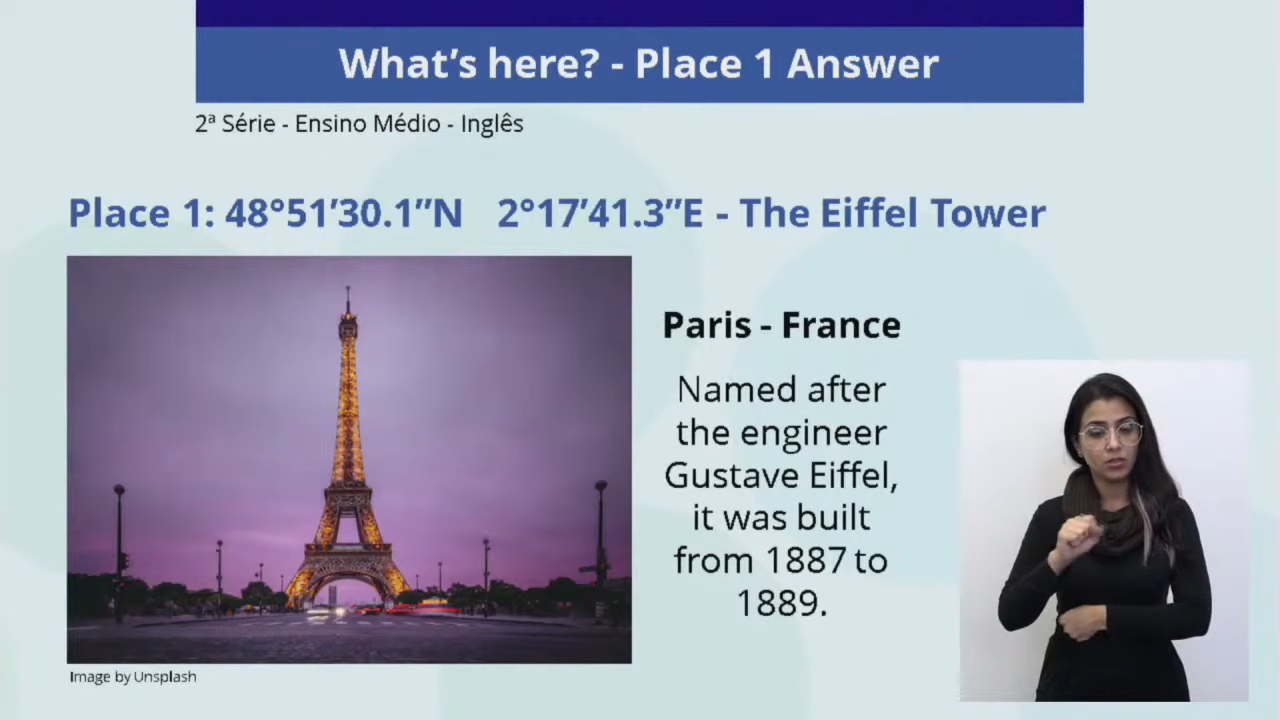 What’s here? - Place 1 Answer
2ª Série - Ensino Médio - Inglês
Place 1: 48°51’30.1”N 2°17’41.3”E - The Eiffel Tower
Paris - France
Named after
the engineer
Gustave Eiffel,
it was built
from 1887 to
1889.
Image by Unsplash